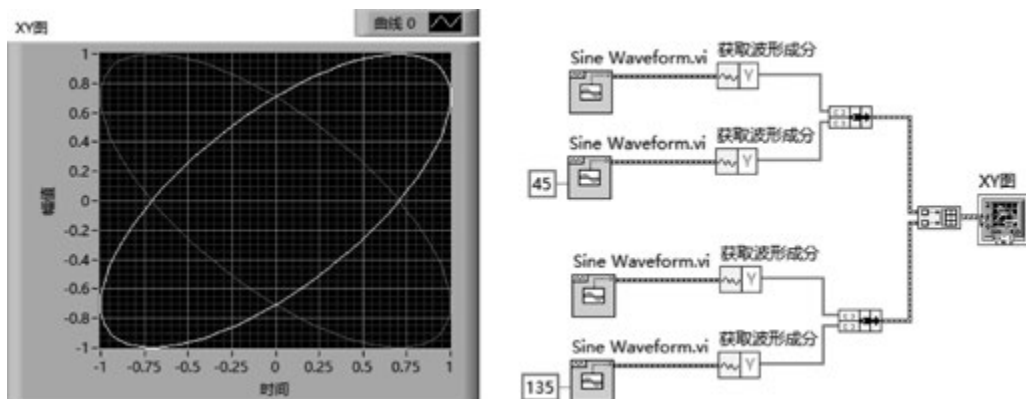 XY图
曲线 0
1
0.8
0.6
0.4
0.2
0
-0.2
-0.4
-0.6
-0.8
-1
幅值
-1 -0.75 -0.5 -0.25 0 0.25 0.5 0.75 1
时间
Sine Waveform.vi 获取波形成分
Y
Sine Waveform.vi 获取波形成分
Y
45
XY图
Sine Waveform.vi 获取波形成分
Y
Sine Waveform.vi 获取波形成分
Y
135